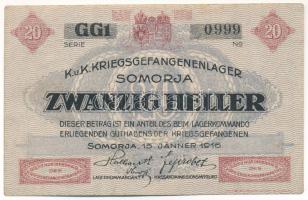 20 GG1 0999 20
SERIE No
K.u.K. KRIEGSGEFANGENENLAGER
SOMORJA
ZWANZIG HELLER
DIESER BETRAG IST EIN ANTEIL DES BEIM LAGERKOMMANDO
ERLIEGENDEN GUTHABENS DER KRIEGSGEFANGENEN.
SOMORJA, 15. JÄNNER 1916